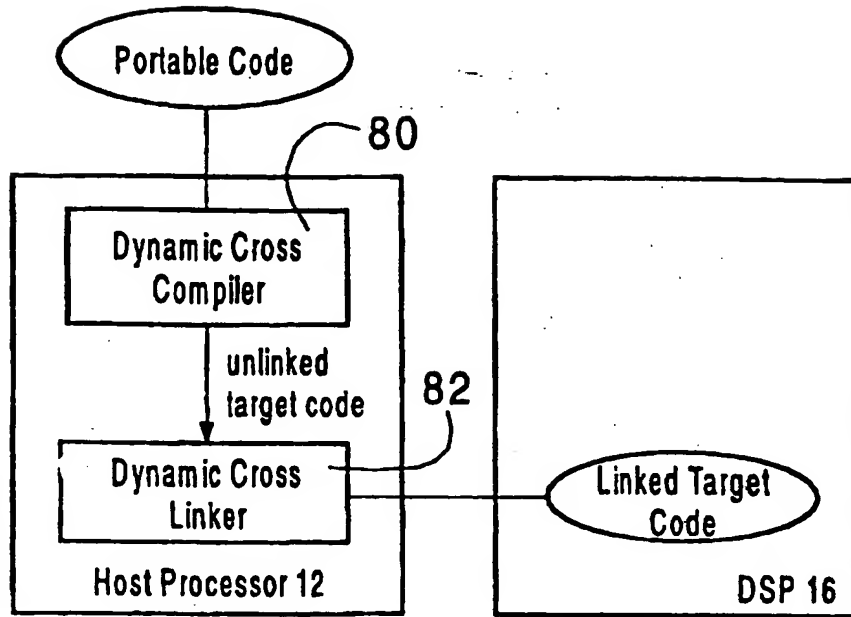 Portable Code
80
Dynamic Cross
Compiler
unlinked
target code
82
Dynamic Cross
Linker
Linked Target
Code
Host Processor 12
DSP 16